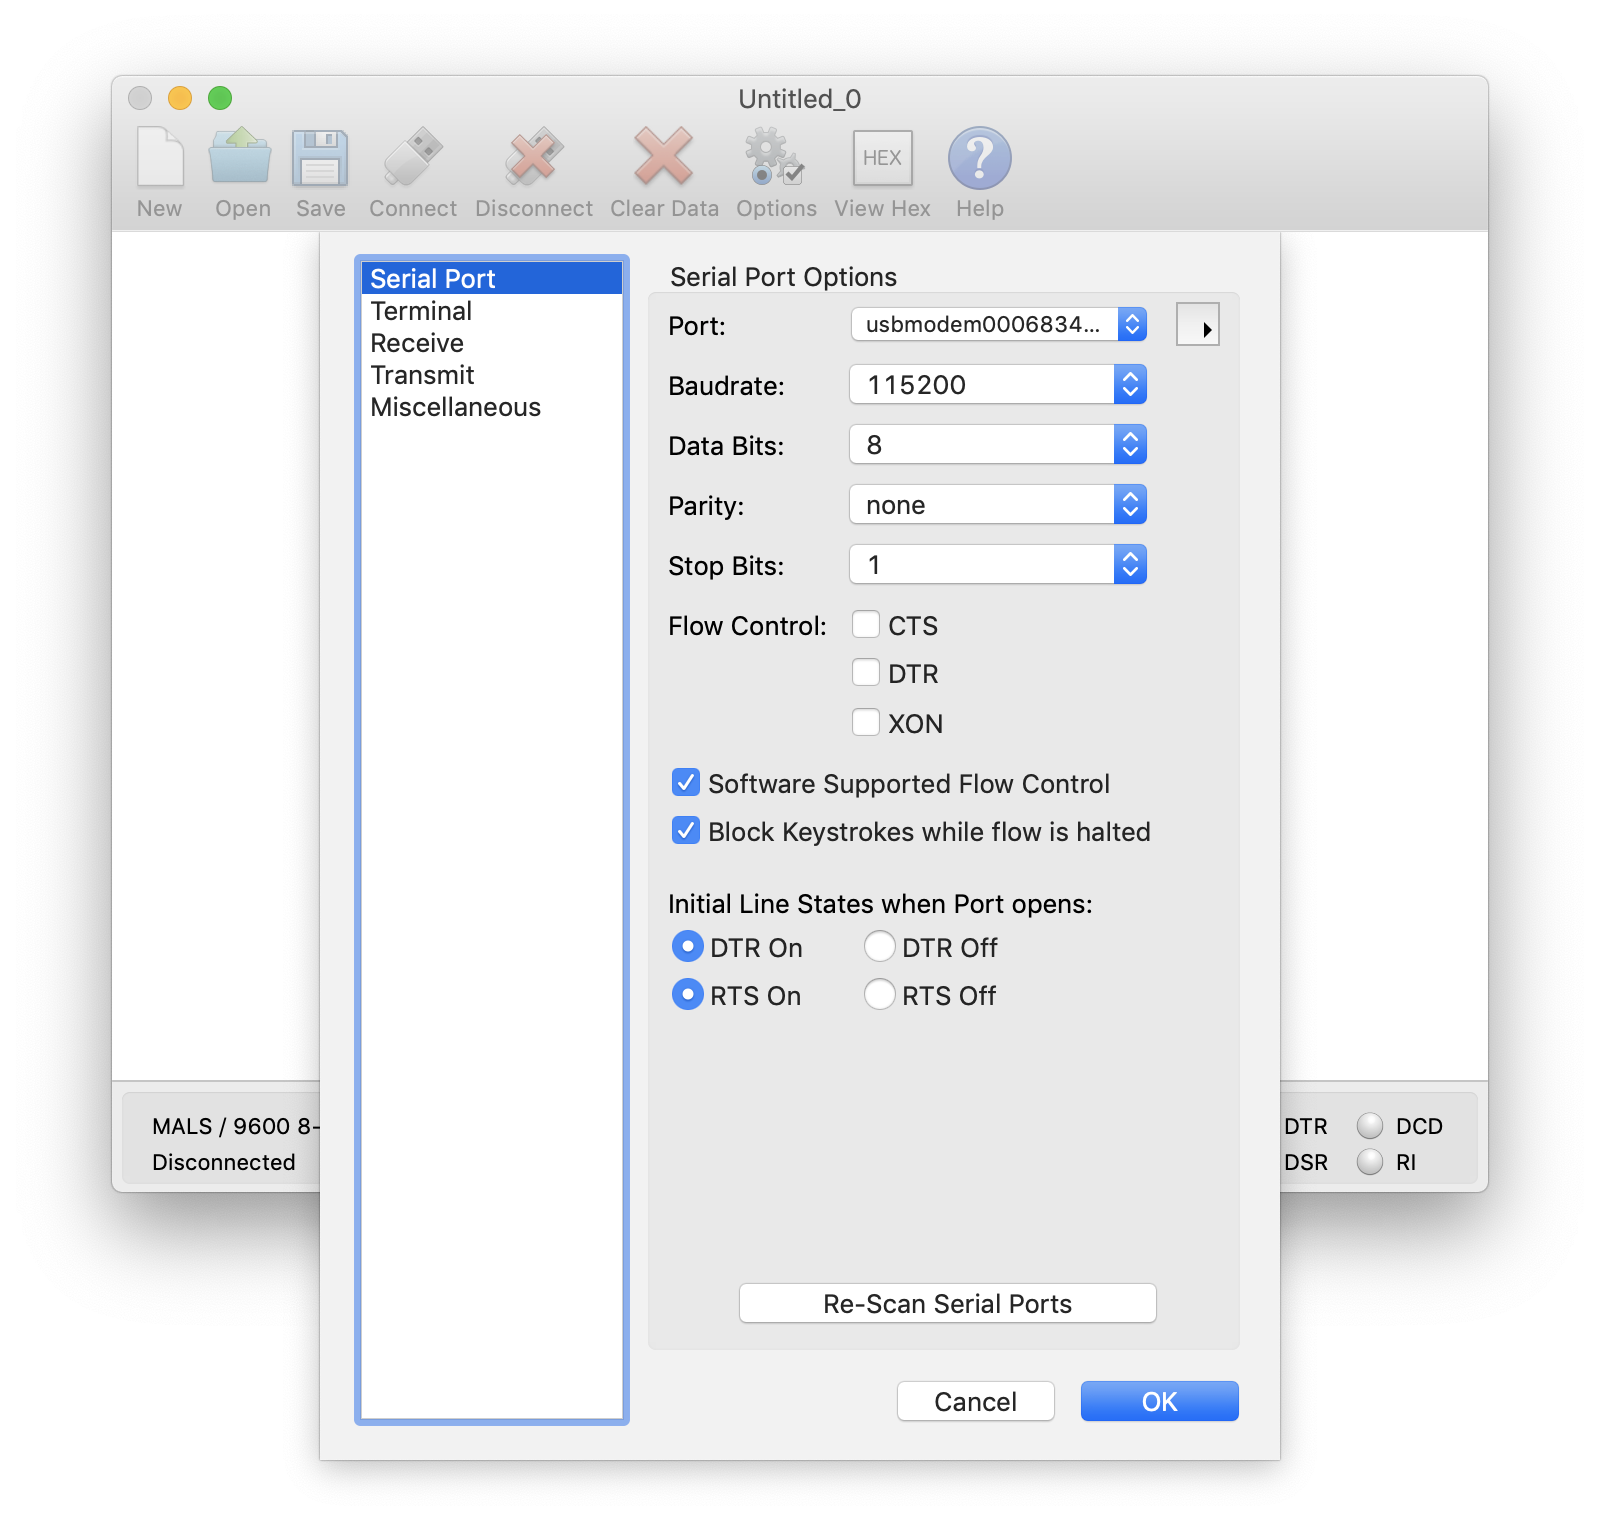 Untitled_0
New Open Save Connect Disconnect Clear Data Options HEX View Hex Help
Serial Port
Terminal
Receive
Transmit
Miscellaneous
Serial Port Options
Port: usbmodem0006834...
Baudrate: 115200
Data Bits: 8
Parity: none
Stop Bits: 1
Flow Control: CTS
DTR
XON
Software Supported Flow Control
Block Keystrokes while flow is halted
Initial Line States when Port opens:
DTR On DTR Off
RTS On RTS Off
Re-Scan Serial Ports
Cancel OK
MALS / 9600 8-
Disconnected
DTR DCD
DSR RI